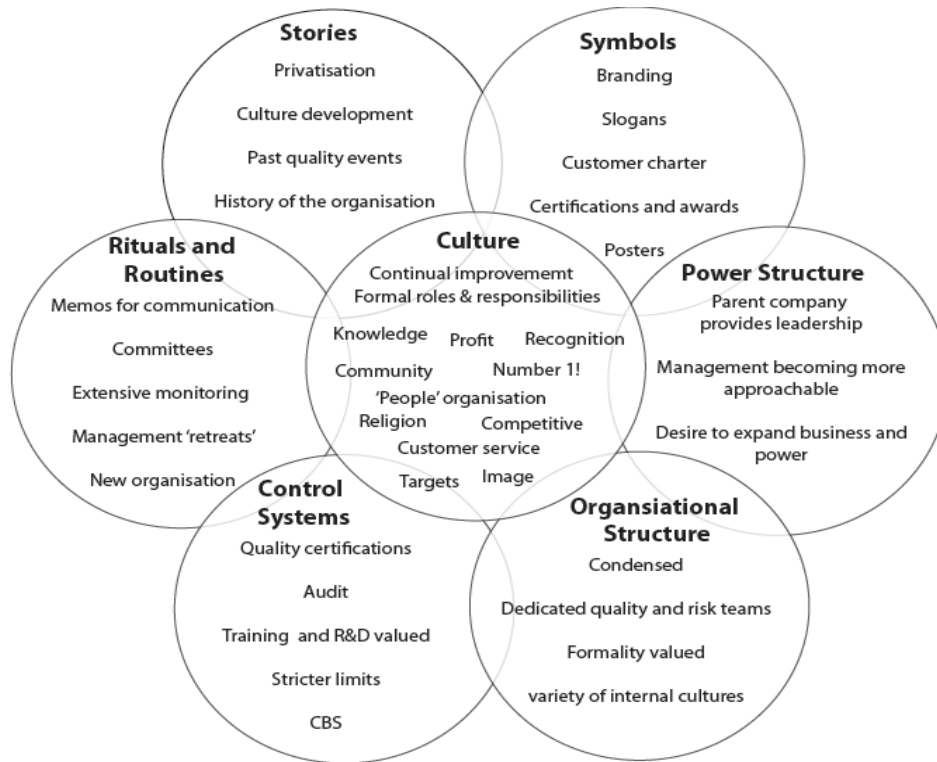 Stories
Privatisation
Culture development
Past quality events
History of the organisation
Symbols
Branding
Slogans
Customer charter
Certifications and awards
Posters
Rituals and
Routines
Memos for communication
Committees
Extensive monitoring
Management ‘retreats’
New organisation
Culture
Continual improvememt
Formal roles & responsibilities
Knowledge
Profit
Recognition
Community
Number 1!
‘People’ organisation
Religion
Competitive
Customer service
Targets
Image
Power Structure
Parent company
provides leadership
Management becoming more
approachable
Desire to expand business and
power
Control
Systems
Quality certifications
Audit
Training and R&D valued
Stricter limits
CBS
Organsiational
Structure
Condensed
Dedicated quality and risk teams
Formality valued
variety of internal cultures